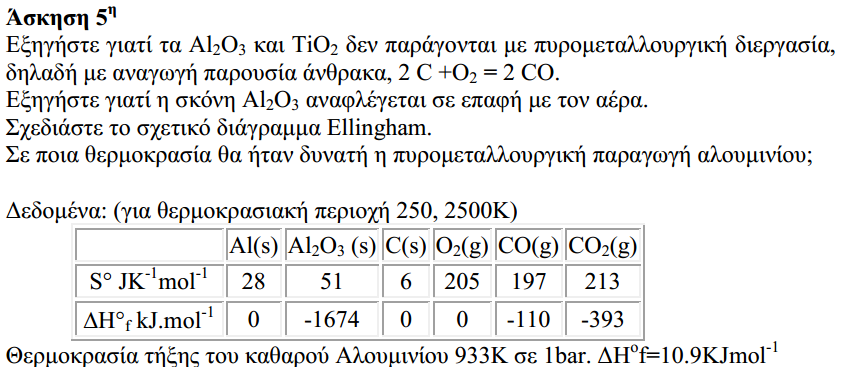 Άσκηση 5η
Εξηγήστε γιατί τα Al2O3 και TiO2 δεν παράγονται με πυρομεταλλουργική διεργασία,
δηλαδή με αναγωγή παρουσία άνθρακα, 2 C +O2 = 2 CO.
Εξηγήστε γιατί η σκόνη Al2O3 αναφλέγεται σε επαφή με τον αέρα.
Σχεδιάστε το σχετικό διάγραμμα Ellingham.
Σε ποια θερμοκρασία θα ήταν δυνατή η πυρομεταλλουργική παραγωγή αλουμινίου;
Δεδομένα: (για θερμοκρασιακή περιοχή 250, 2500K)
Al(s) Al2O3 (s) C(s) O2(g) CO(g) CO2(g)
S° JK-1mol-1 28 51 6 205 197 213
ΔH°f kJ.mol-1 0 -1674 0 0 -110 -393
Θερμοκρασία τήξης του καθαρού Αλουμινίου 933K σε 1bar. ΔHοf=10.9KJmol-1